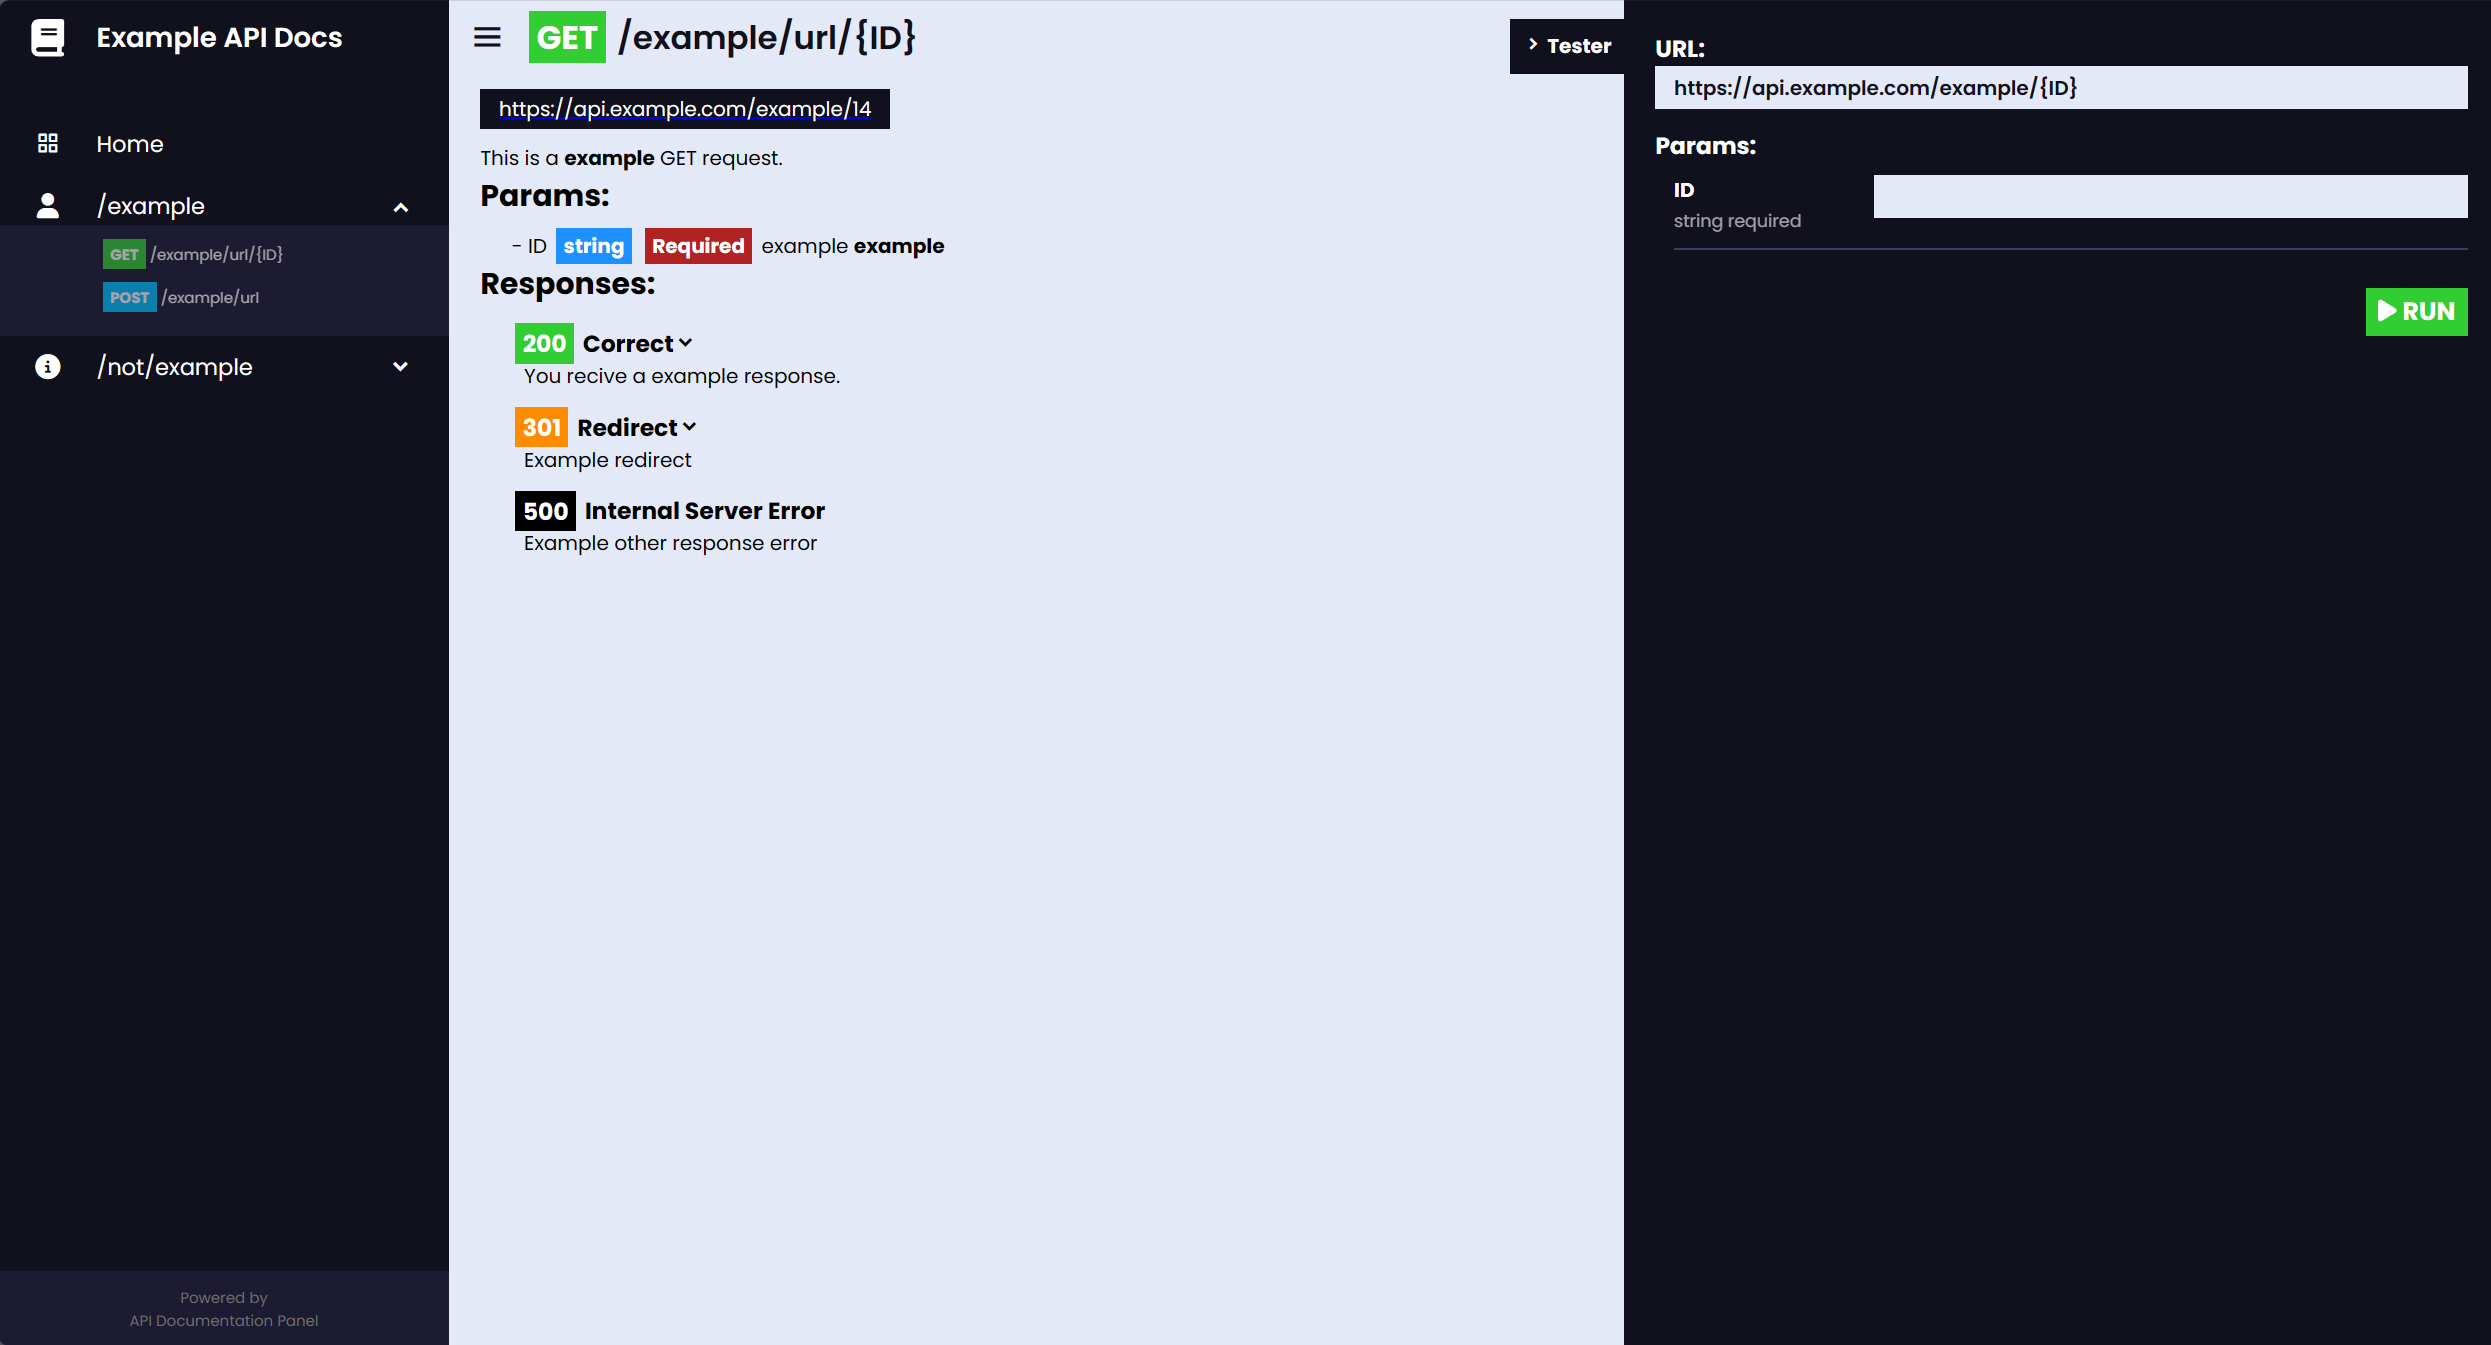 Example API Docs
Home
/example
GET /example/url/{ID}
POST /example/url
/not/example
Powered by
API Documentation Panel
GET /example/url/{ID}
Tester
https://api.example.com/example/14
This is a example GET request.
Params:
- ID string Required example example
Responses:
200 Correct
You recive a example response.
301 Redirect
Example redirect
500 Internal Server Error
Example other response error
URL:
https://api.example.com/example/{ID}
Params:
ID
string required
RUN